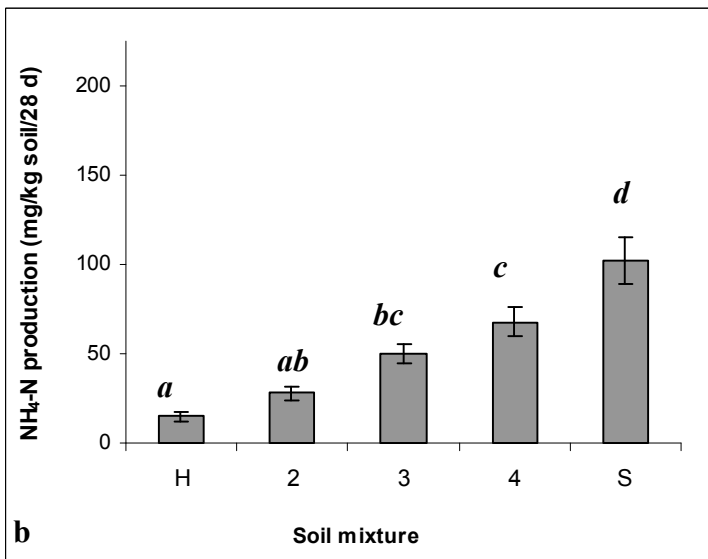 NH₄-N production (mg/kg soil/28 d)
200
150
100
50
0
a
ab
bc
c
d
H 2 3 4 S
b
Soil mixture